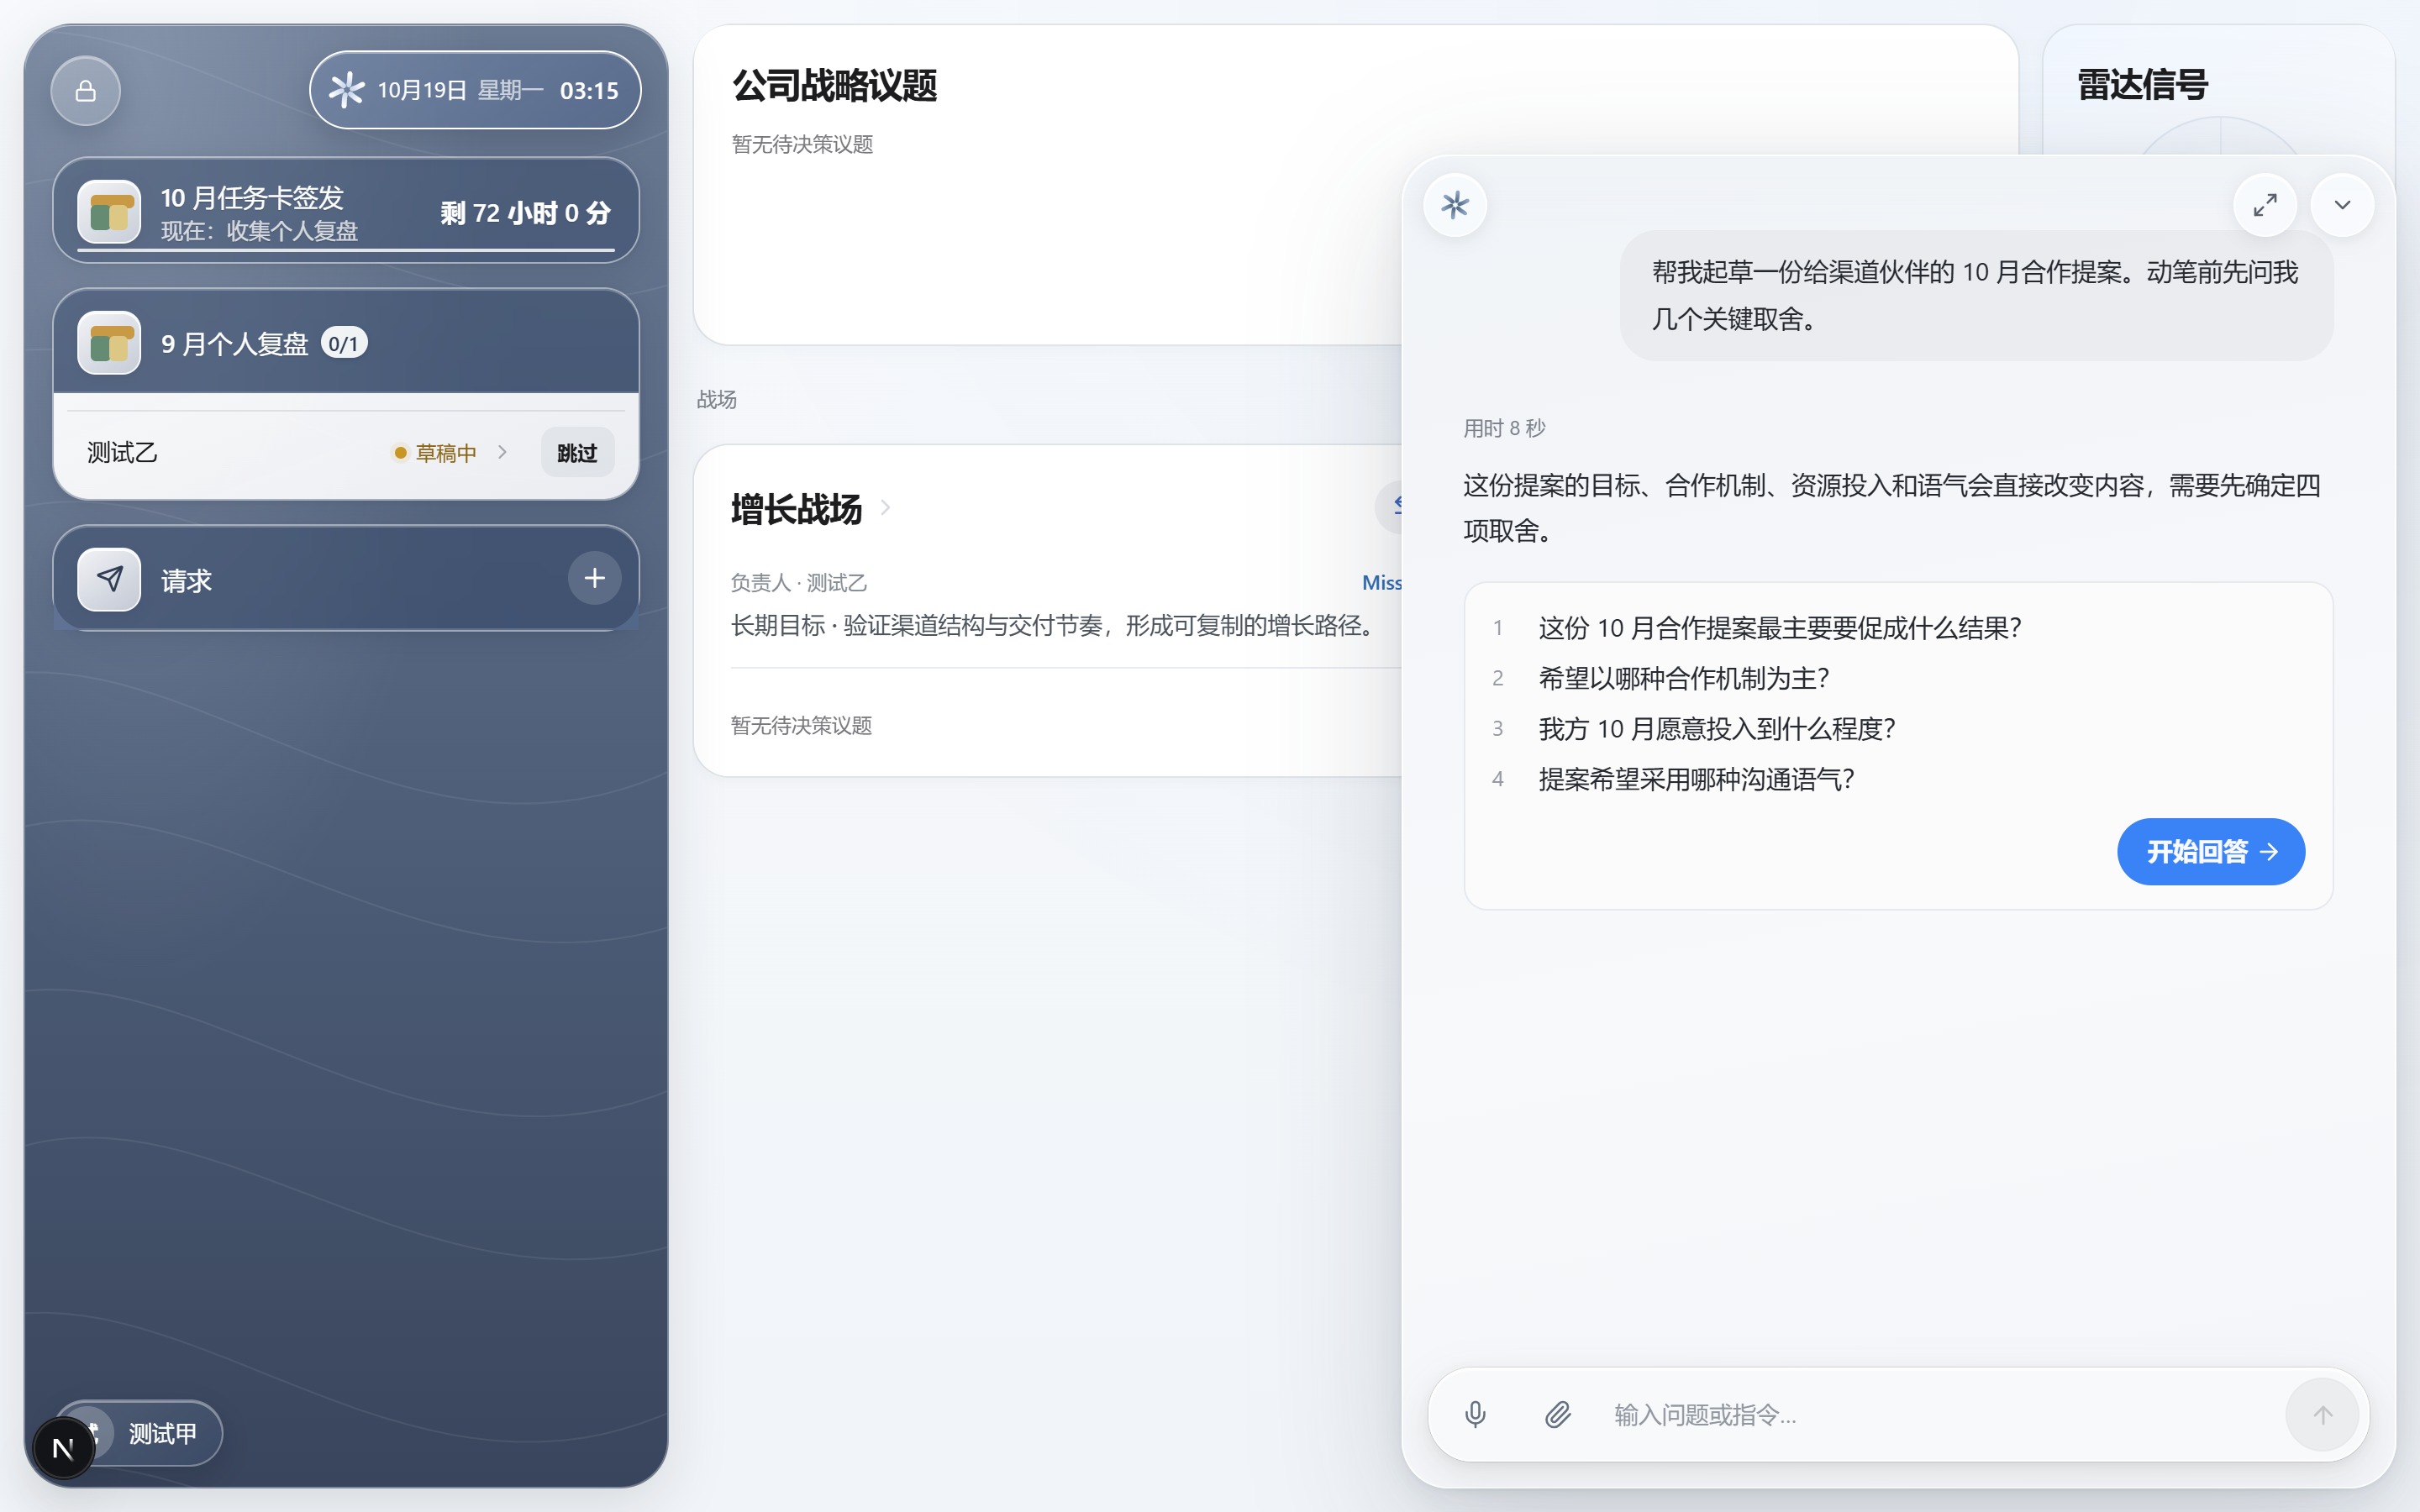 10月19日 星期一 03:15
10 月任务卡签发
现在：收集个人复盘
剩 72 小时 0 分
9 月个人复盘 0/1
测试乙 草稿中 跳过
请求
测试甲
N
公司战略议题
暂无待决策议题
战场
增长战场
负责人 · 测试乙
Miss
长期目标 · 验证渠道结构与交付节奏，形成可复制的增长路径。
暂无待决策议题
雷达信号
帮我起草一份给渠道伙伴的 10 月合作提案。动笔前先问我
几个关键取舍。
用时 8 秒
这份提案的目标、合作机制、资源投入和语气会直接改变内容，需要先确定四
项取舍。
1 这份 10 月合作提案最主要要促成什么结果？
2 希望以哪种合作机制为主？
3 我方 10 月愿意投入到什么程度？
4 提案希望采用哪种沟通语气？
开始回答
输入问题或指令...